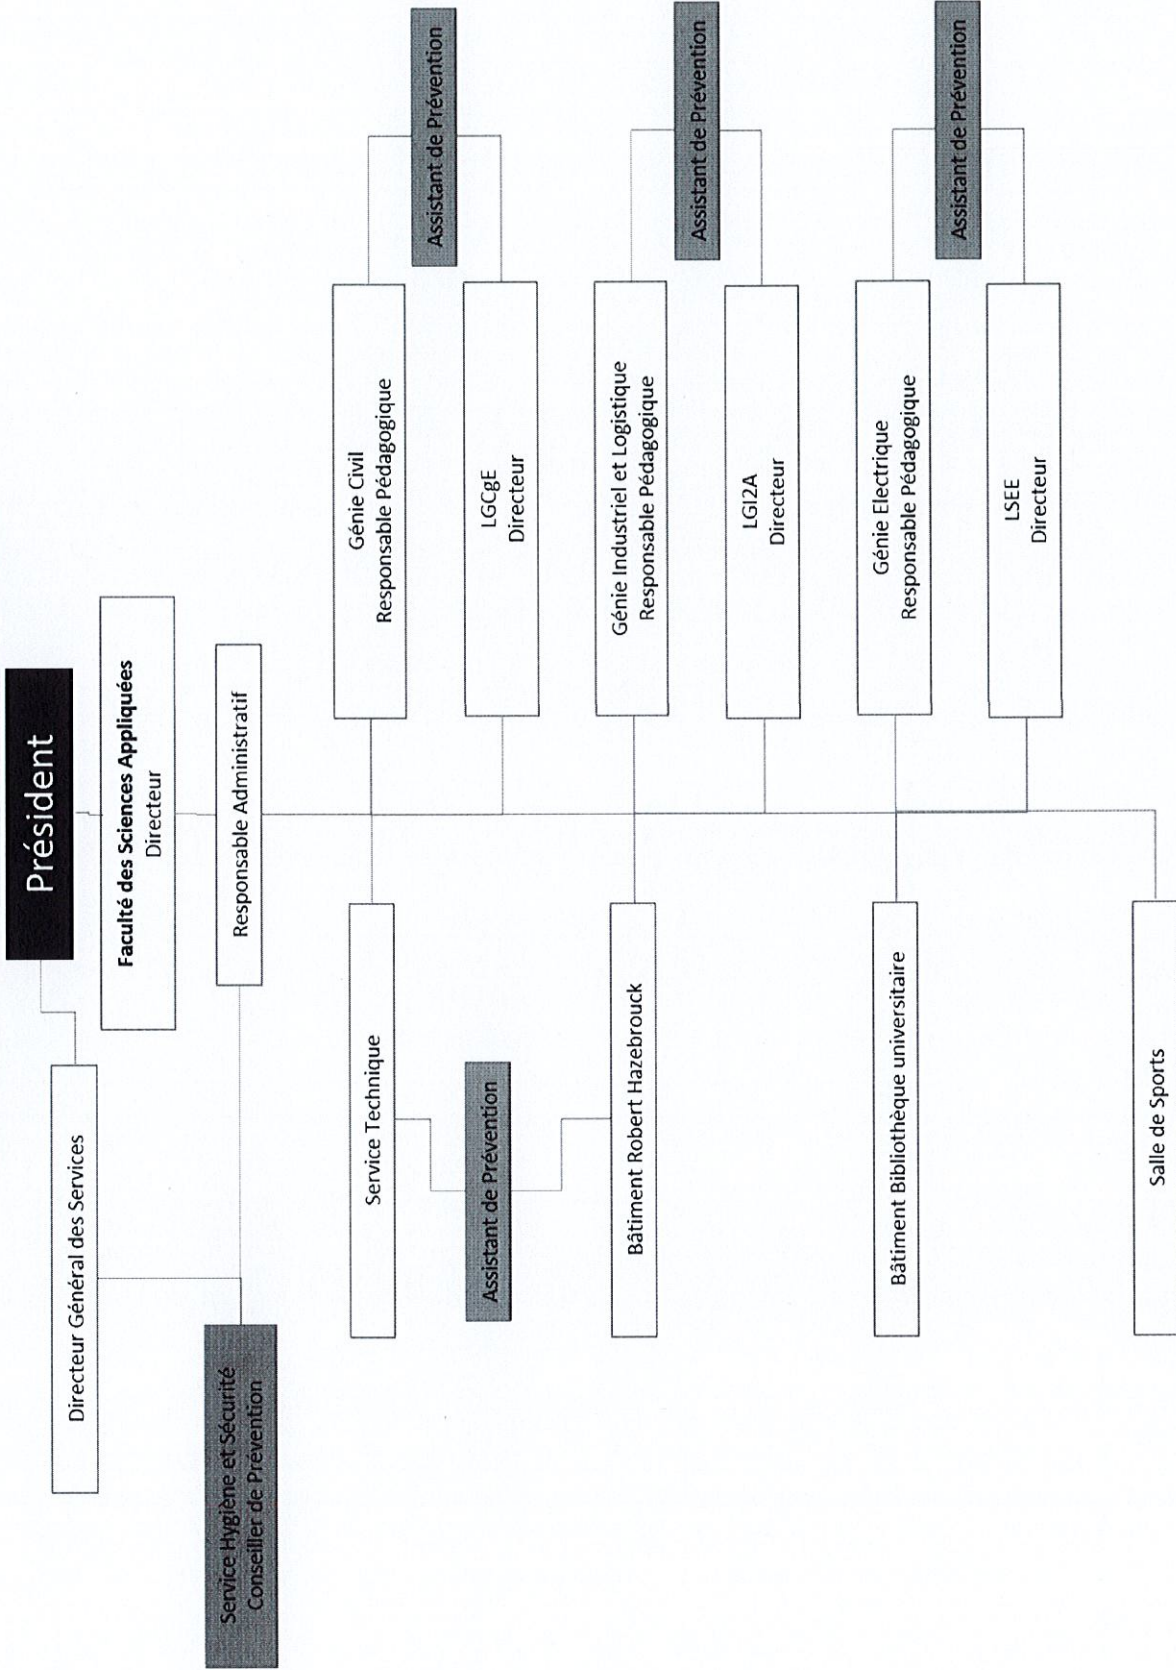 Président
Directeur Général des Services
Faculté des Sciences Appliquées
Directeur
Service Hygiène et Sécurité
Conseiller de Prévention
Responsable Administratif
Service Technique
Génie Civil
Responsable Pédagogique
Assistant de Prévention
Assistant de Prévention
LGCgE
Directeur
Bâtiment Robert Hazebrouck
Génie Industriel et Logistique
Responsable Pédagogique
Assistant de Prévention
LGI2A
Directeur
Bâtiment Bibliothèque universitaire
Génie Electrique
Responsable Pédagogique
Assistant de Prévention
LSEE
Directeur
Salle de Sports